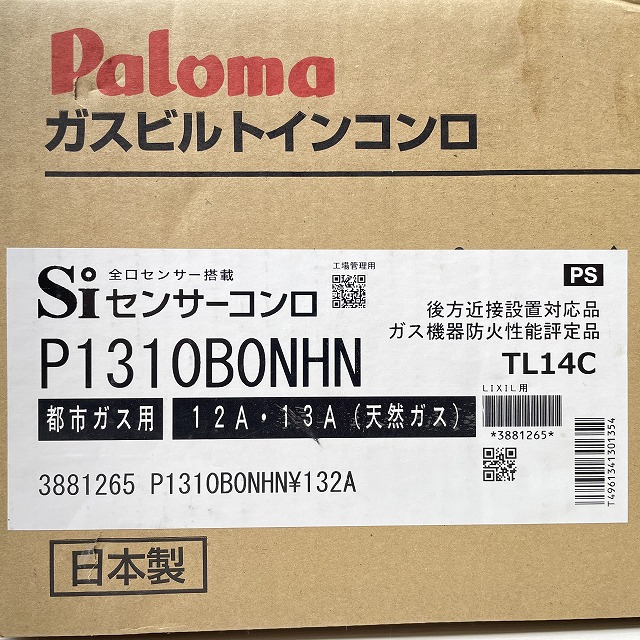 Paloma
ガスビルトインコンロ
Si 全口センサー搭載
センサーコンロ
工場管理用
PS
後方近接設置対応品
ガス機器防火性能評定品
P1310B0NHN
TL14C
都市ガス用 12A・13A(天然ガス)
LIXIL用
*3881265*
T4961341301354
3881265 P1310B0NHN¥132A
日本製